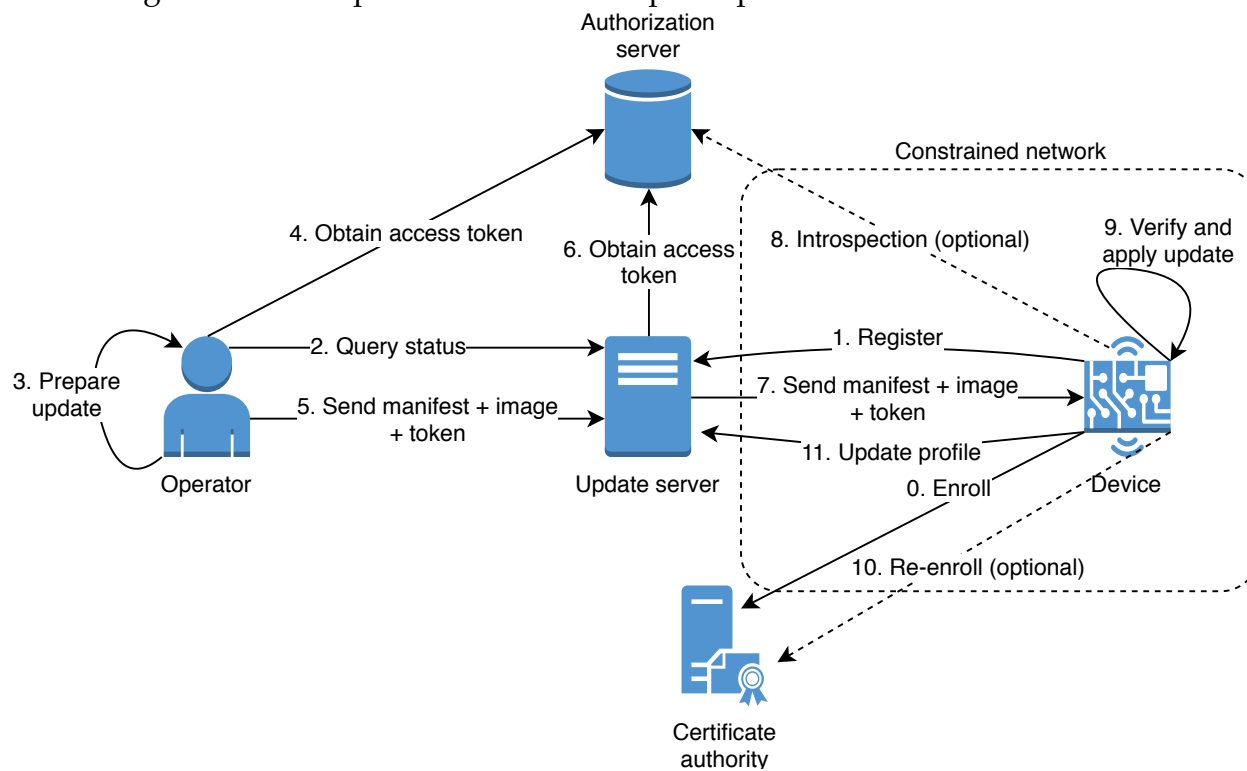 Authorization
server
Constrained network
4. Obtain access token
6. Obtain access
token
8. Introspection (optional)
9. Verify and
apply update
2. Query status
1. Register
3. Prepare
update
5. Send manifest + image
+ token
7. Send manifest + image
+ token
11. Update profile
Operator
Update server
0. Enroll
Device
10. Re-enroll (optional)
Certificate
authority